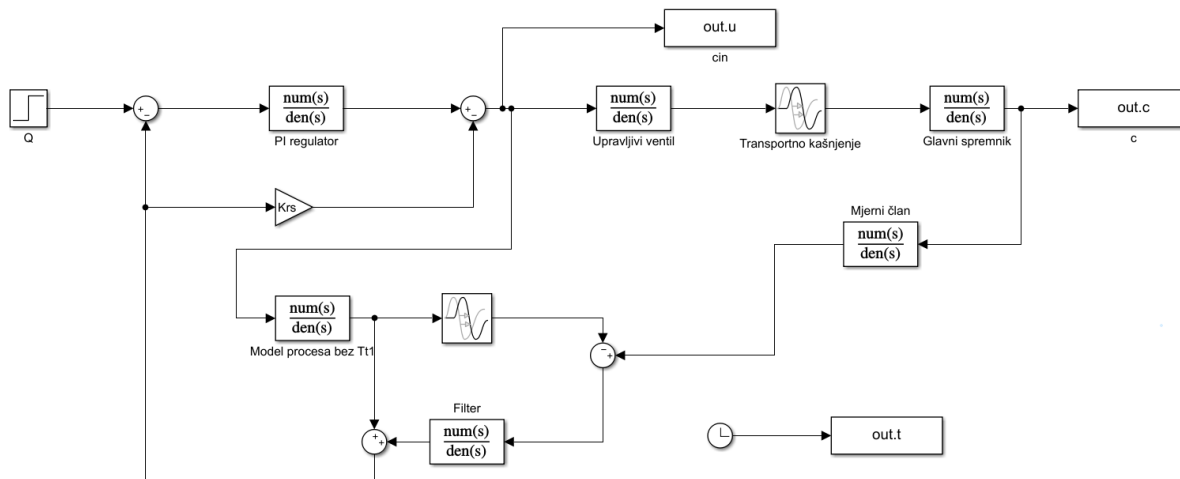 out.u
cin
Q
+
−
num(s)
den(s)
PI regulator
+
−
num(s)
den(s)
Upravljivi ventil
Transportno kašnjenje
num(s)
den(s)
Glavni spremnik
out.c
c
Krs
Mjerni član
num(s)
den(s)
num(s)
den(s)
Model procesa bez Tt1
−
+
Filter
num(s)
den(s)
+
+
out.t